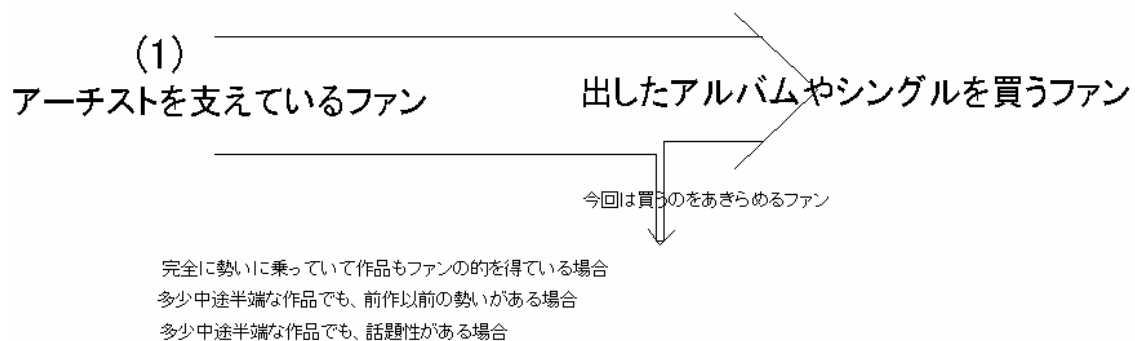 (1)
アーチストを支えているファン
出したアルバムやシングルを買うファン
今回は買うのをあきらめるファン
完全に勢いに乗っていて作品もファンの的を得ている場合
多少中途半端な作品でも、前作以前の勢いがある場合
多少中途半端な作品でも、話題性がある場合